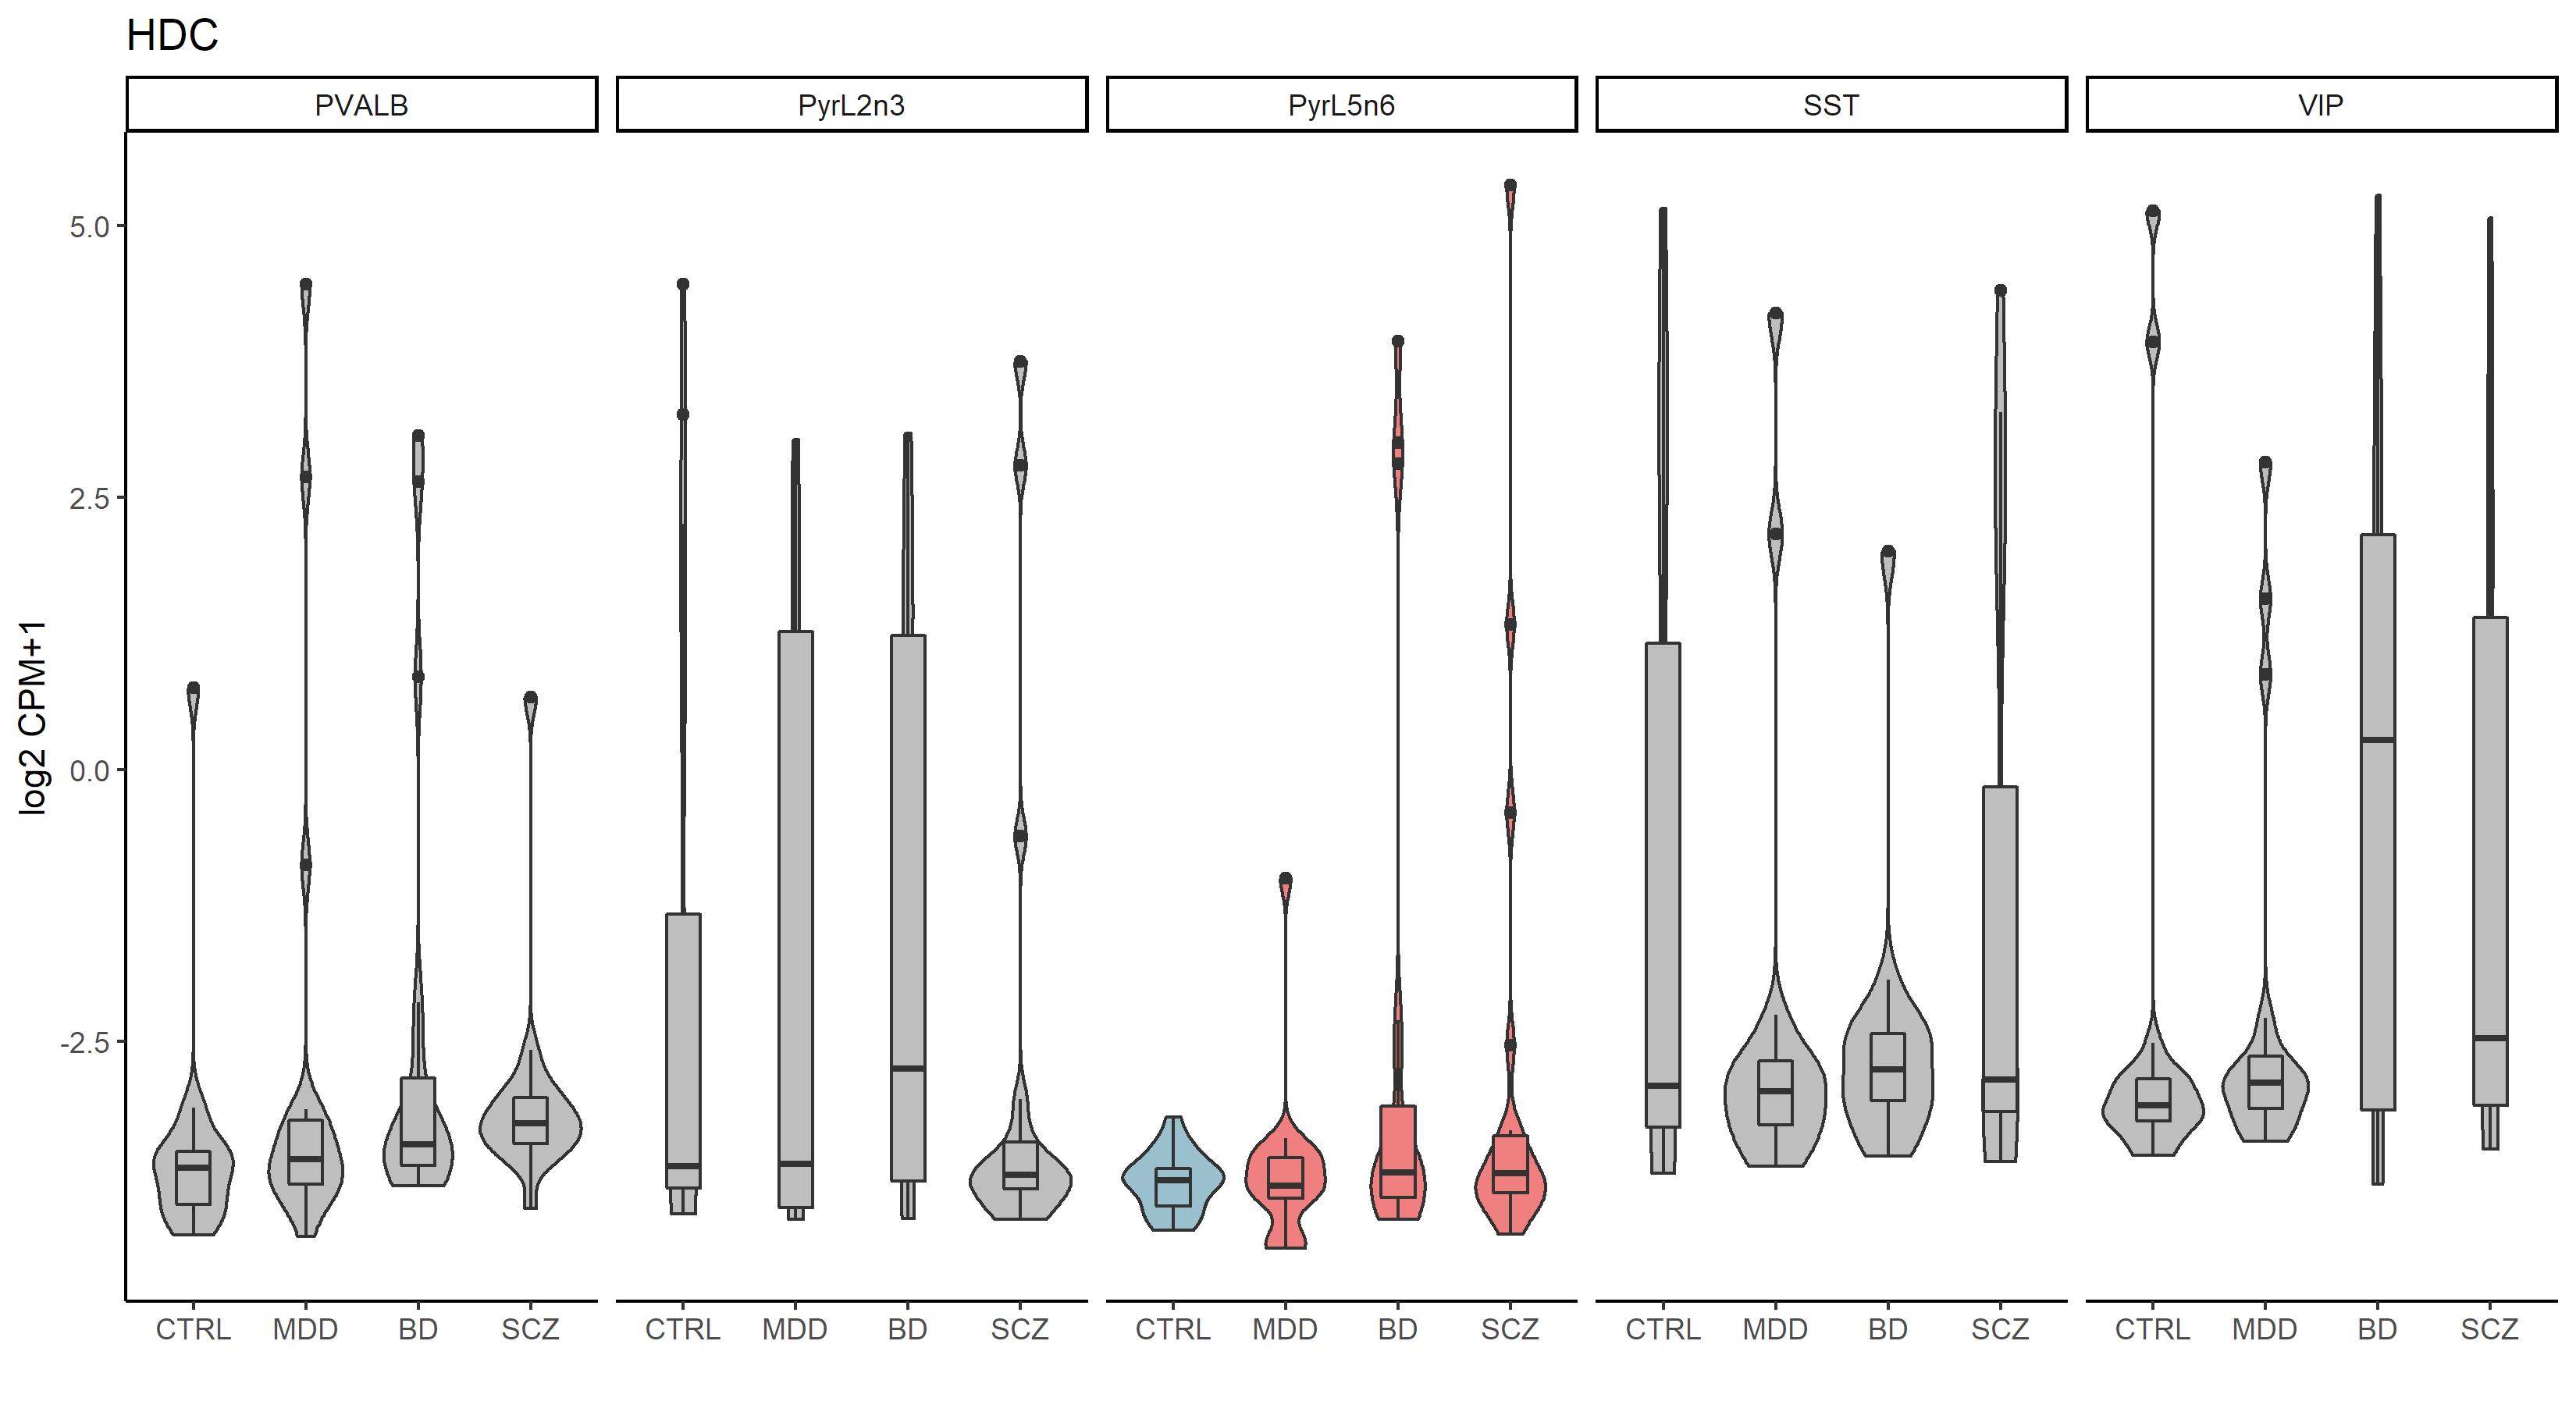 HDC
PVALB PyrL2n3 PyrL5n6 SST VIP
log2 CPM+1
5.0
2.5
0.0
-2.5
CTRL MDD BD SCZ CTRL MDD BD SCZ CTRL MDD BD SCZ CTRL MDD BD SCZ CTRL MDD BD SCZ